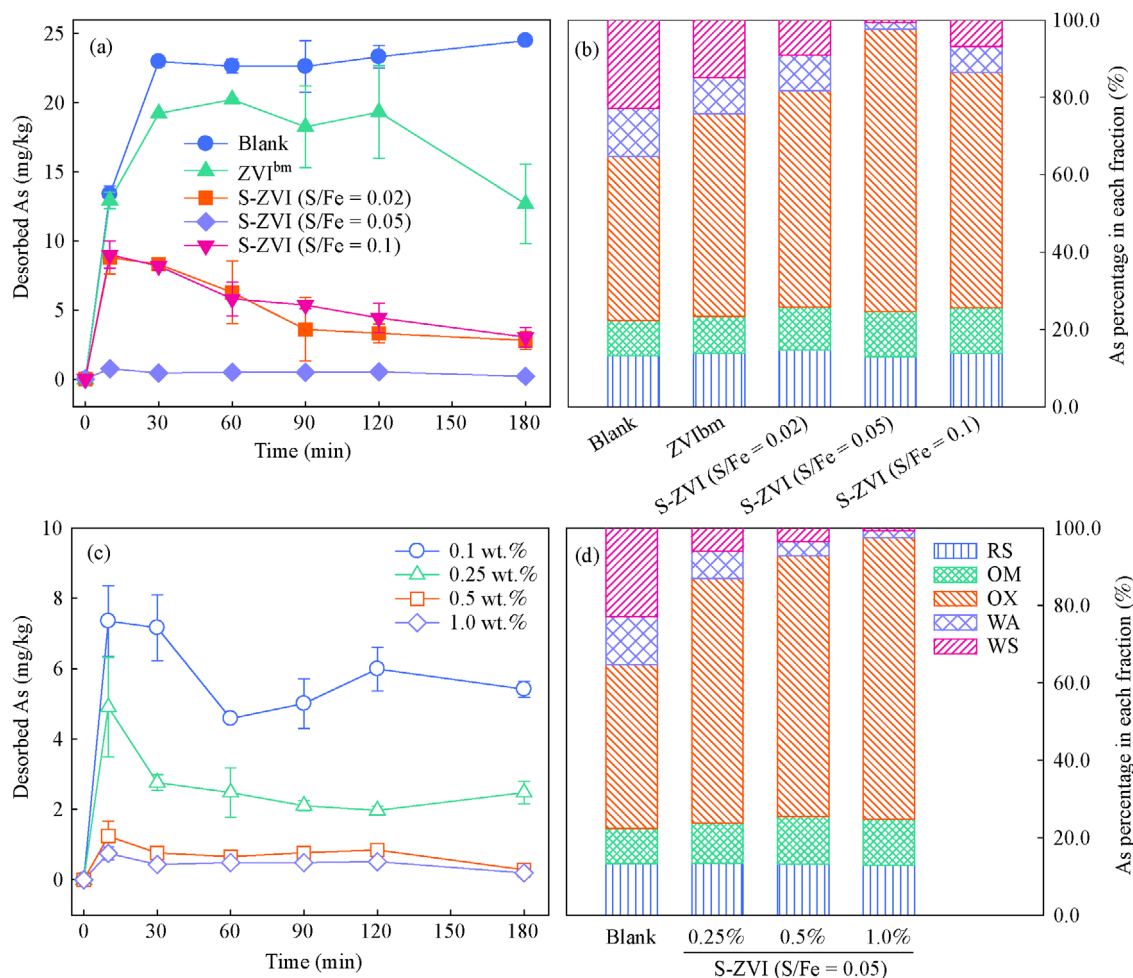 (a)
25
20
15
10
5
0
Desorbed As (mg/kg)
Blank
ZVI^bm
S-ZVI (S/Fe = 0.02)
S-ZVI (S/Fe = 0.05)
S-ZVI (S/Fe = 0.1)
0 30 60 90 120 150 180
Time (min)
(b)
100.0
80.0
60.0
40.0
20.0
0.0
As percentage in each fraction (%)
Blank
ZVIbm
S-ZVI (S/Fe = 0.02)
S-ZVI (S/Fe = 0.05)
S-ZVI (S/Fe = 0.1)
(c)
10
8
6
4
2
0
Desorbed As (mg/kg)
0.1 wt.%
0.25 wt.%
0.5 wt.%
1.0 wt.%
0 30 60 90 120 150 180
Time (min)
(d)
RS
OM
OX
WA
WS
100.0
80.0
60.0
40.0
20.0
0.0
As percentage in each fraction (%)
Blank 0.25% 0.5% 1.0%
S-ZVI (S/Fe = 0.05)